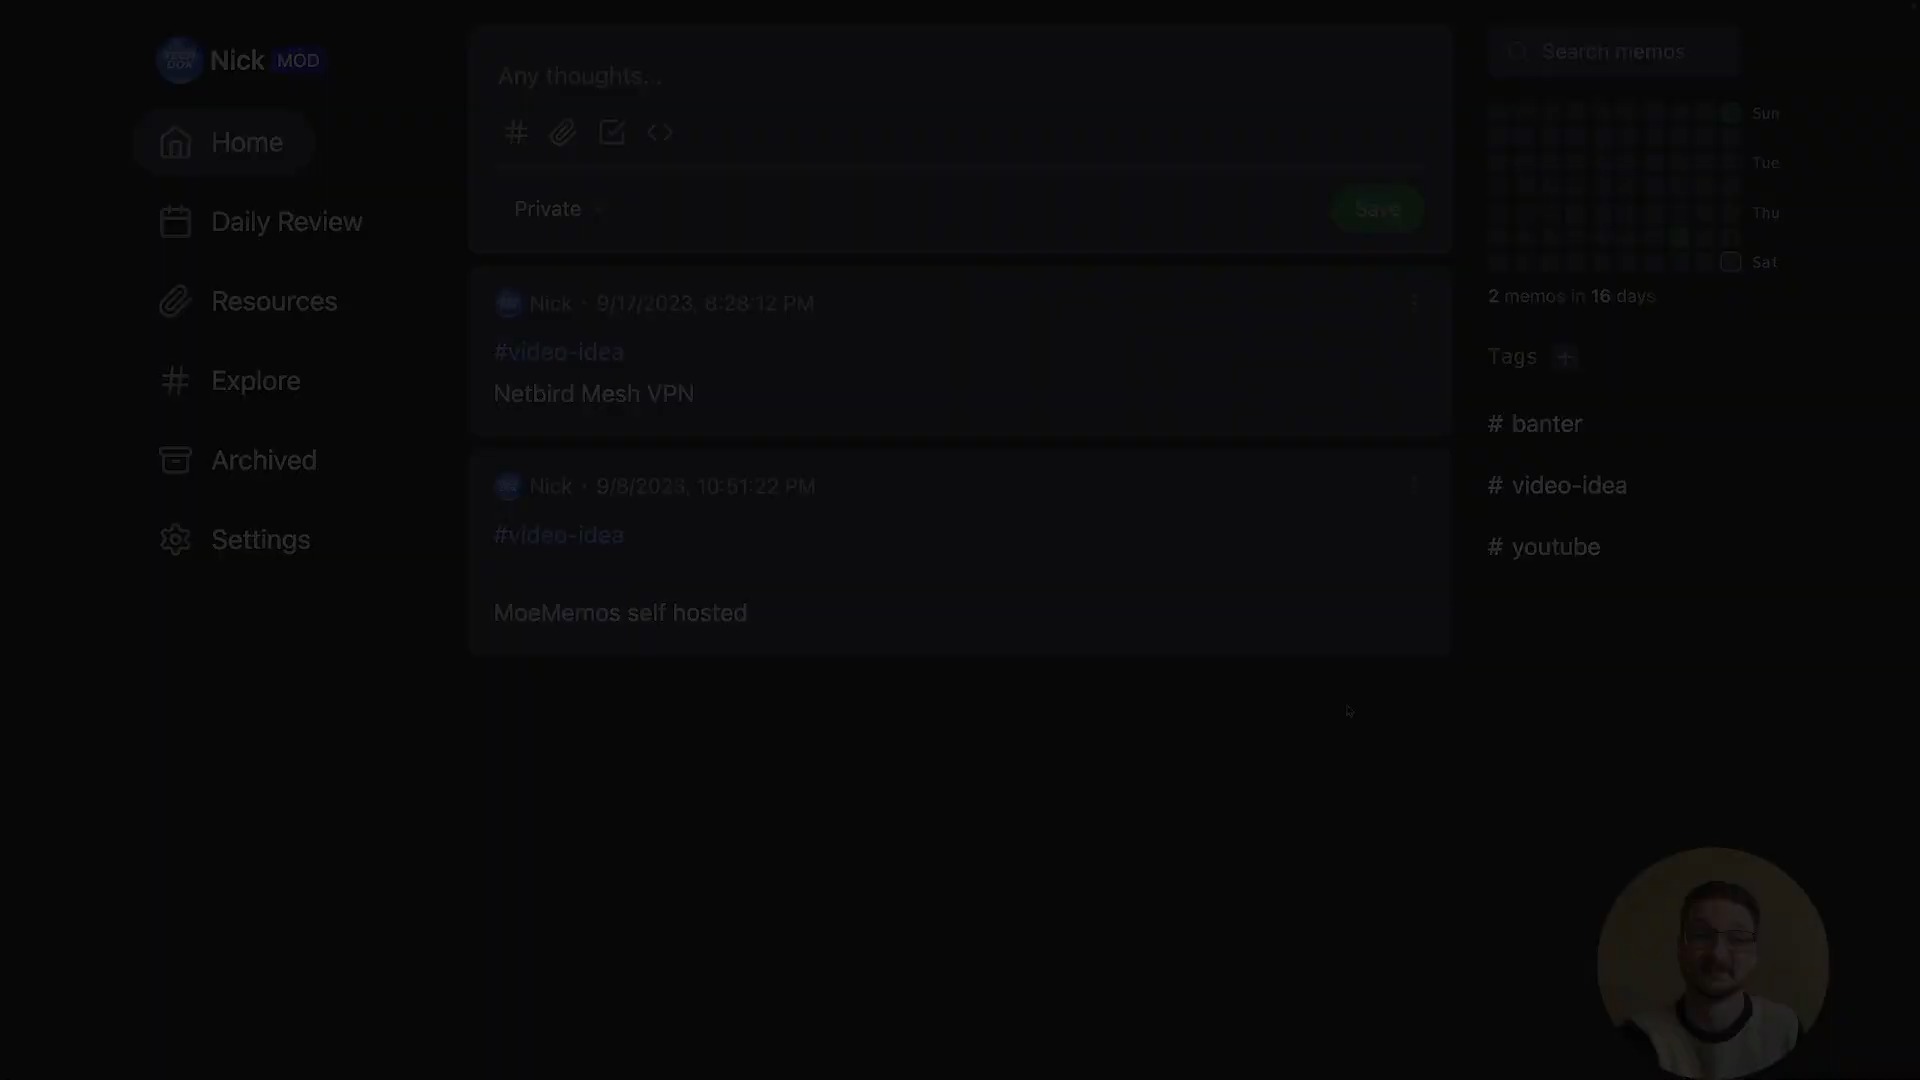 Nick MOD
Home
Daily Review
Resources
Explore
Archived
Settings
Any thoughts...
Private
Save
Nick · 9/17/2023, 8:28:12 PM
#video-idea
Netbird Mesh VPN
Nick · 9/8/2023, 10:51:22 PM
#video-idea
MoeMemos self hosted
Search memos
Sun
Tue
Thu
Sat
2 memos in 16 days
Tags +
# banter
# video-idea
# youtube